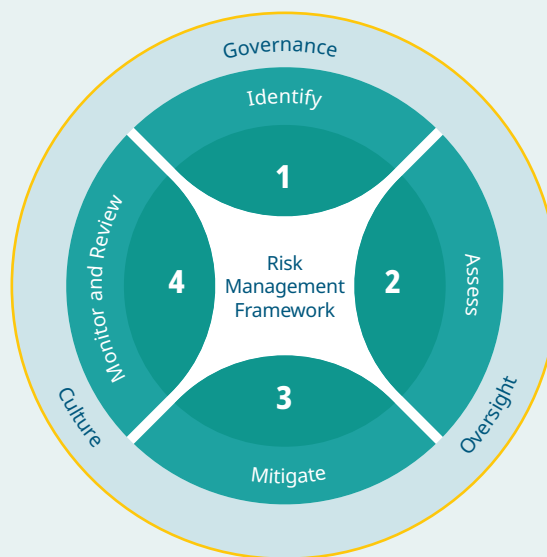 Governance
Identify
1
Risk
Management
Framework
2
Assess
3
Mitigate
4
Monitor and Review
Culture
Oversight